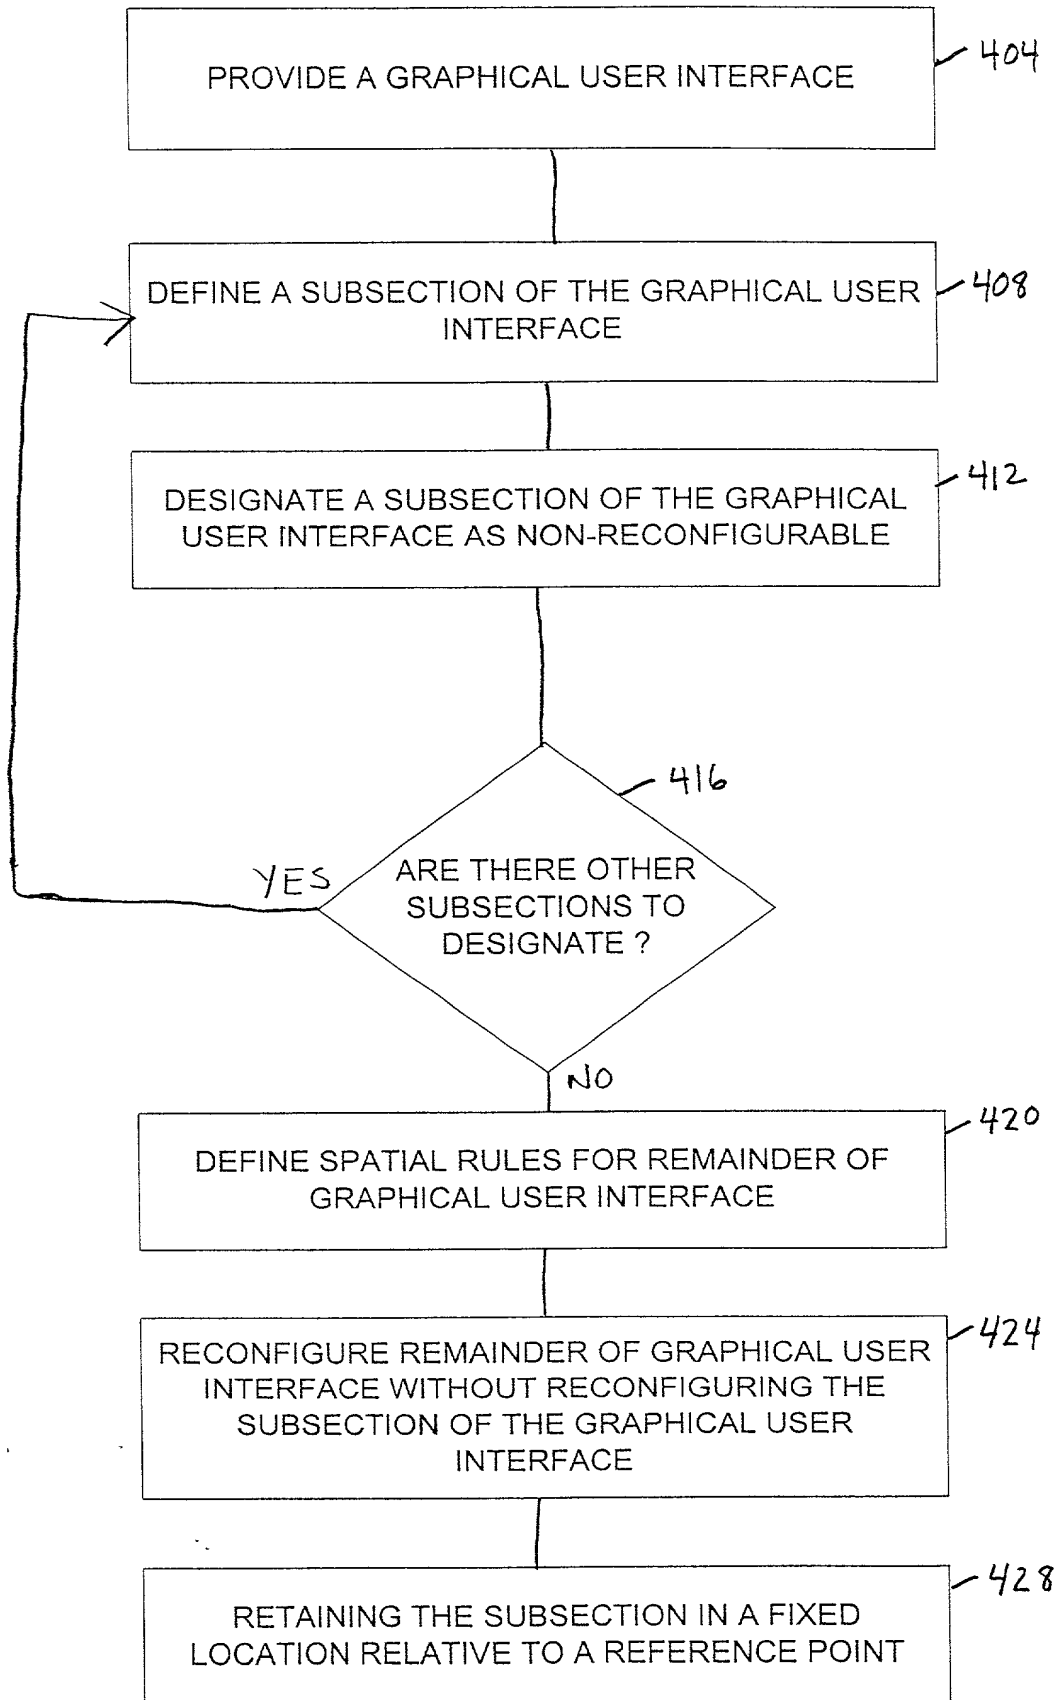 PROVIDE A GRAPHICAL USER INTERFACE
404
DEFINE A SUBSECTION OF THE GRAPHICAL USER
INTERFACE
408
DESIGNATE A SUBSECTION OF THE GRAPHICAL
USER INTERFACE AS NON-RECONFIGURABLE
412
416
ARE THERE OTHER
SUBSECTIONS TO
DESIGNATE ?
YES
NO
DEFINE SPATIAL RULES FOR REMAINDER OF
GRAPHICAL USER INTERFACE
420
RECONFIGURE REMAINDER OF GRAPHICAL USER
INTERFACE WITHOUT RECONFIGURING THE
SUBSECTION OF THE GRAPHICAL USER
INTERFACE
424
RETAINING THE SUBSECTION IN A FIXED
LOCATION RELATIVE TO A REFERENCE POINT
428